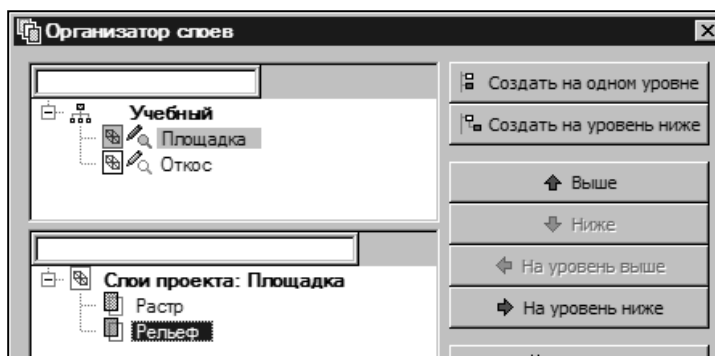 Организатор слоев
Учебный
Площадка
Откос
Слои проекта: Площадка
Растр
Рельеф
Создать на одном уровне
Создать на уровень ниже
Выше
Ниже
На уровень выше
На уровень ниже